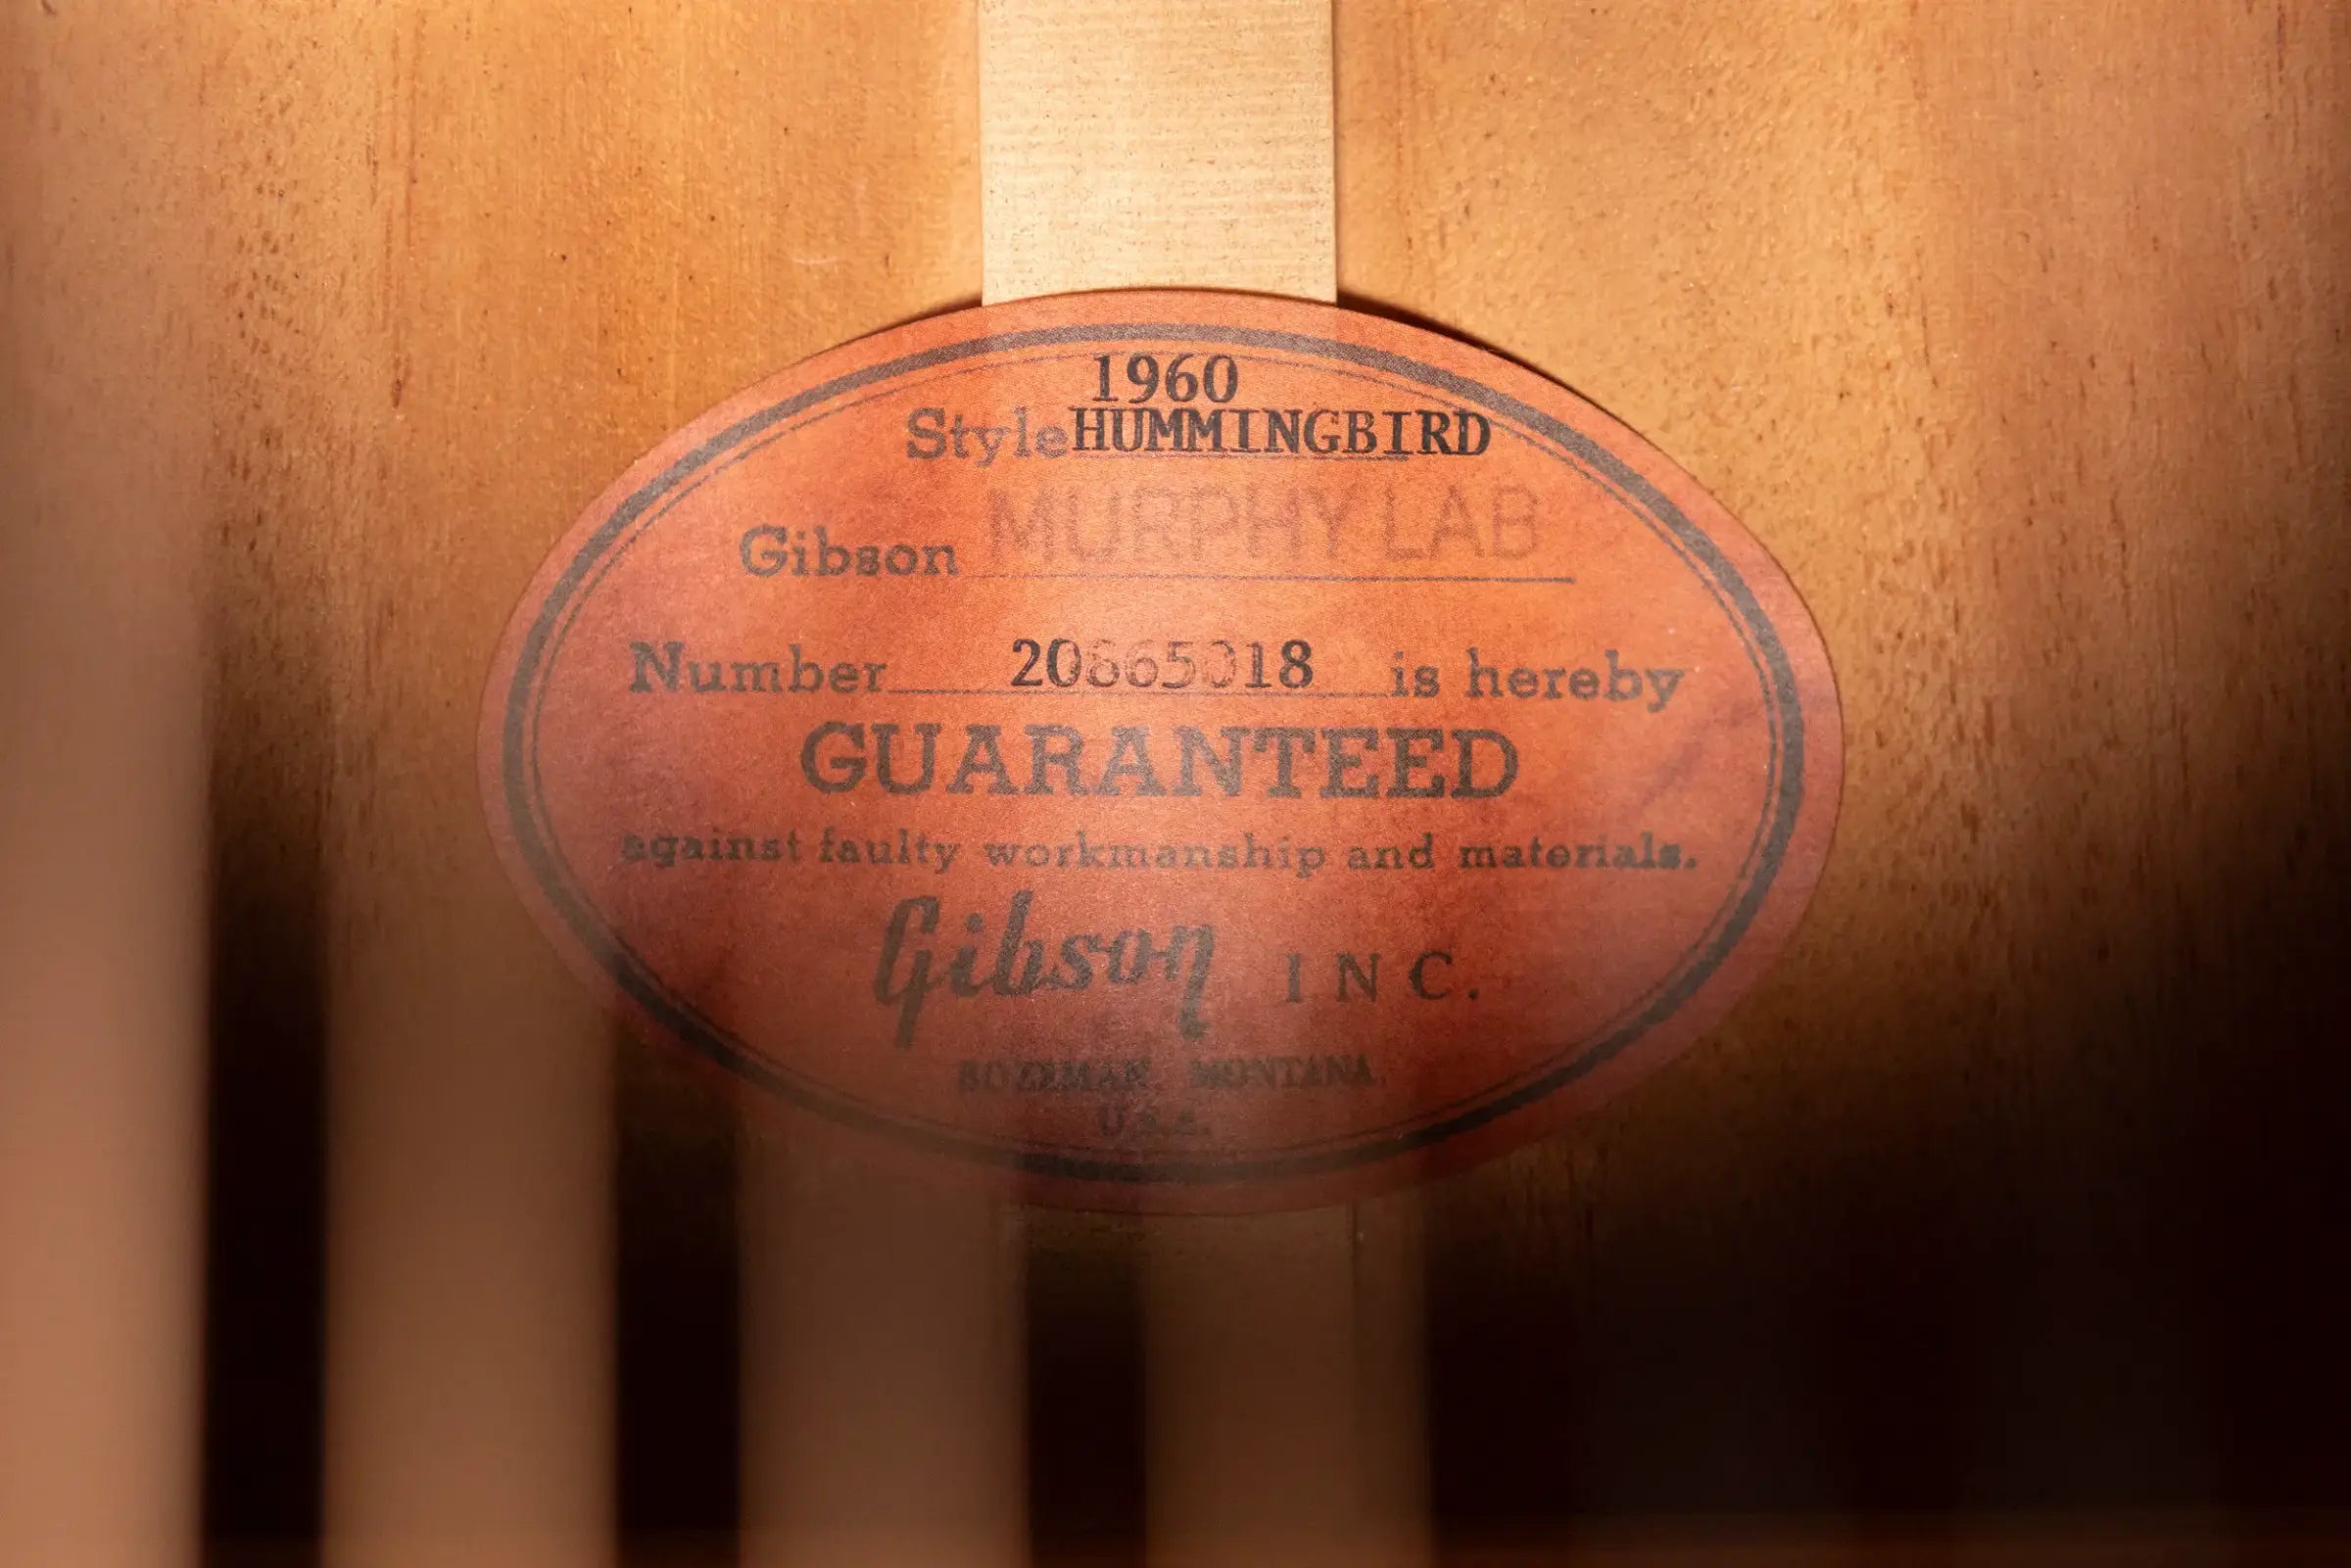 1960
Style HUMMINGBIRD
Gibson MURPHY LAB
Number 20865018 is hereby
GUARANTEED
against faulty workmanship and materials.
Gibson INC.
BOZEMAN MONTANA
U.S.A.